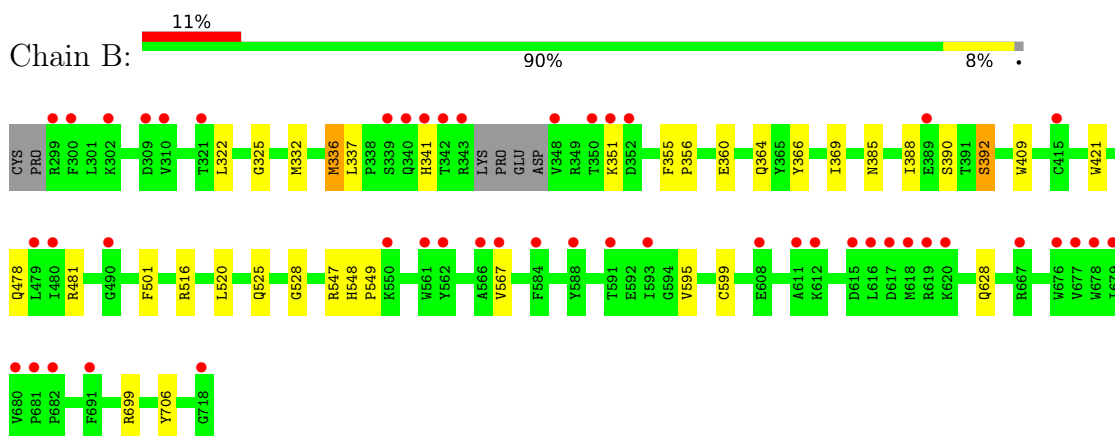 11%
Chain B:
90% 8% •
CYS PRO R299 F300 L301 K302 D309 V310 T321 L322 G325 M332 M336 L337 P338 S339 Q340 H341 T342 R343 LYS PRO GLU ASP V348 R349 T350 K351 D352 F355 P356 E360 Q364 Y365 Y366 I369 N385 I388 E389 S390 T391 S392 W409 C415 W421
Q478 L479 I480 R481 G490 F501 R516 L520 Q525 G528 R547 H548 P549 K550 W561 Y562 A566 V567 F584 Y588 T591 E592 I593 G594 V595 C599 E608 A611 K612 D615 L616 D617 M618 R619 K620 Q628 R667 W676 V677 W678 I679
V680 P681 P682 F691 R699 Y706 G718